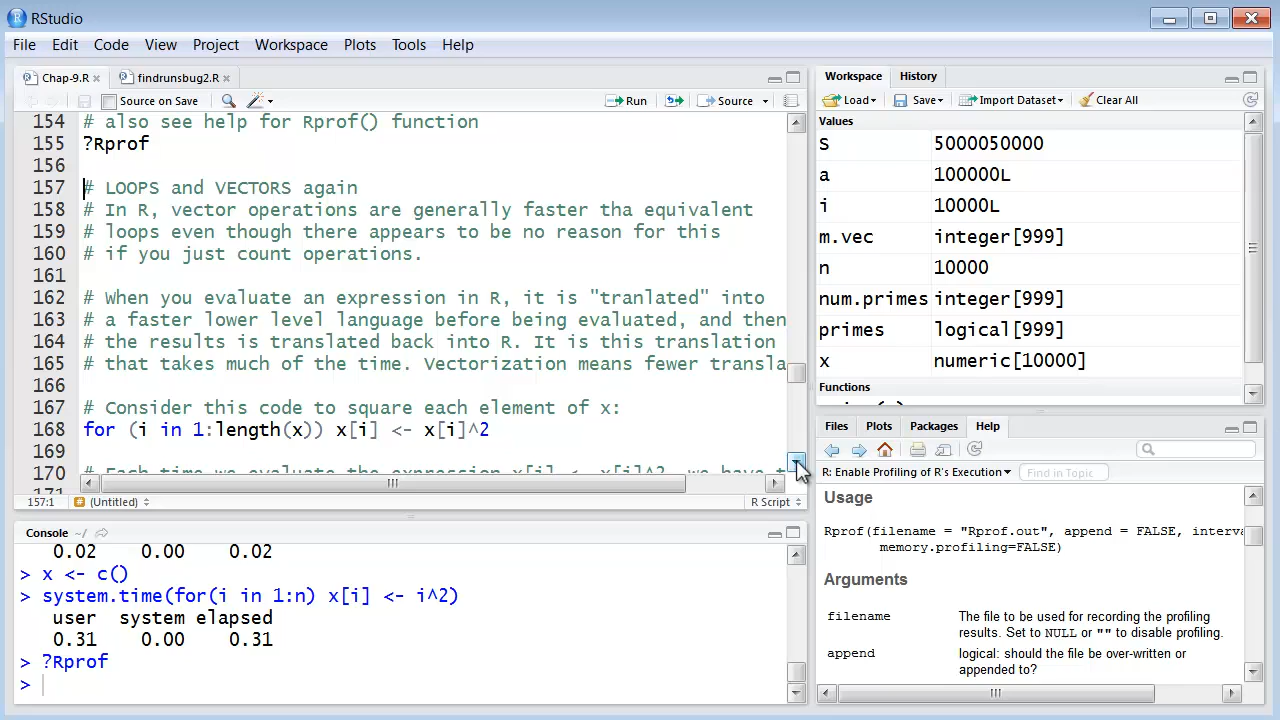 RStudio
File Edit Code View Project Workspace Plots Tools Help
Chap-9.R findrunsbug2.R
Source on Save Run Source
154 # also see help for Rprof() function
155 ?Rprof
156
157 # LOOPS and VECTORS again
158 # In R, vector operations are generally faster tha equivalent
159 # loops even though there appears to be no reason for this
160 # if you just count operations.
161
162 # When you evaluate an expression in R, it is "tranlated" into
163 # a faster lower level language before being evaluated, and then
164 # the results is translated back into R. It is this translation
165 # that takes much of the time. Vectorization means fewer transla
166
167 # Consider this code to square each element of x:
168 for (i in 1:length(x)) x[i] <- x[i]^2
169
170 # Each time we evaluate the expression x[i] <- x[i]^2, we have t
171
157:1 (Untitled) R Script
Console ~/
0.02 0.00 0.02
> x <- c()
> system.time(for(i in 1:n) x[i] <- i^2)
user system elapsed
0.31 0.00 0.31
> ?Rprof
>
Workspace History
Load Save Import Dataset Clear All
Values
S 5000050000
a 100000L
i 10000L
m.vec integer[999]
n 10000
num.primes integer[999]
primes logical[999]
x numeric[10000]
Functions
Files Plots Packages Help
R: Enable Profiling of R's Execution Find in Topic
Usage
Rprof(filename = "Rprof.out", append = FALSE, interva
memory.profiling=FALSE)
Arguments
filename The file to be used for recording the profiling
results. Set to NULL or "" to disable profiling.
append logical: should the file be over-written or
appended to?